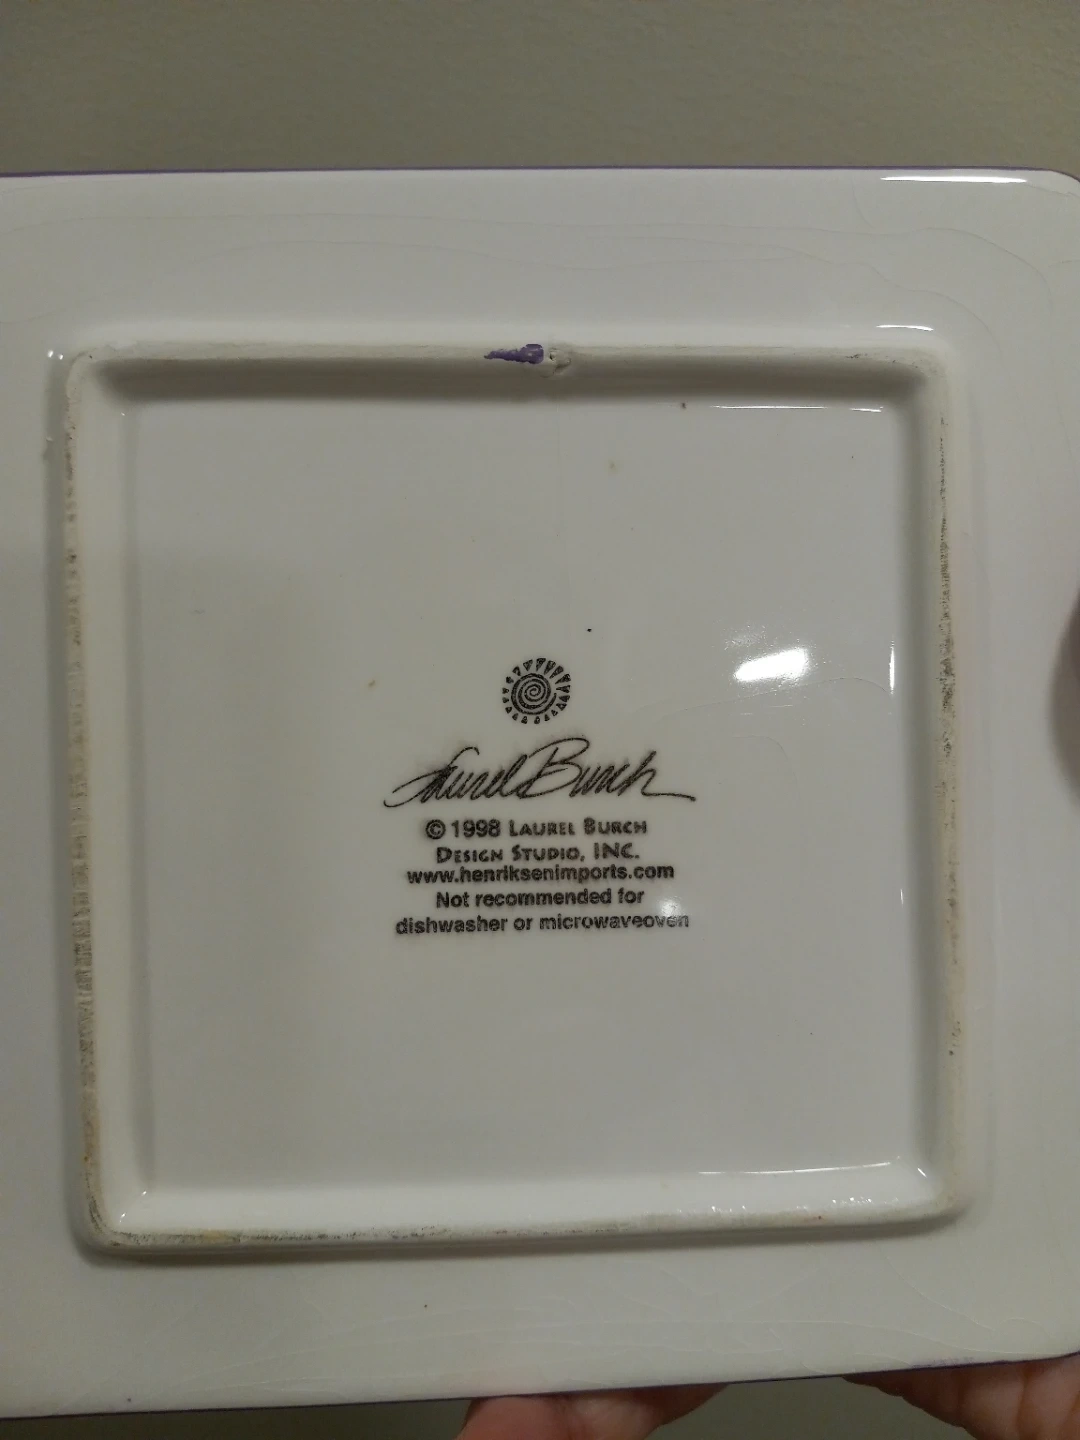 Laurel Burch
© 1998 LAUREL BURCH
DESIGN STUDIO, INC.
www.henriksenimports.com
Not recommended for
dishwasher or microwaveoven